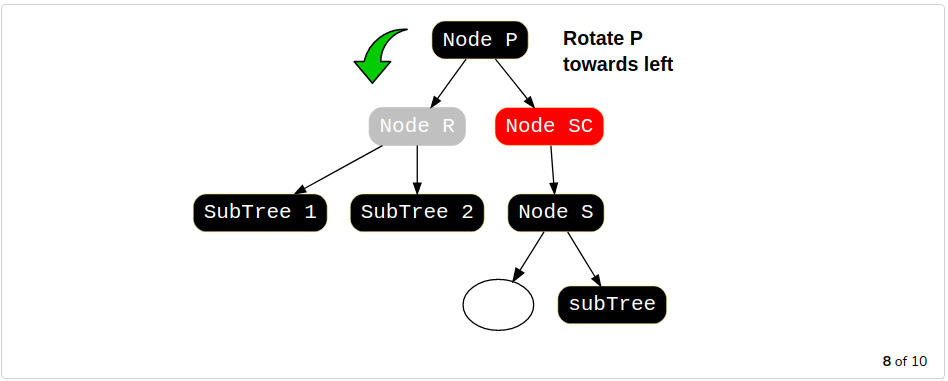 Node P
Rotate P
towards left
Node R
Node SC
SubTree 1
SubTree 2
Node S
subTree
8 of 10